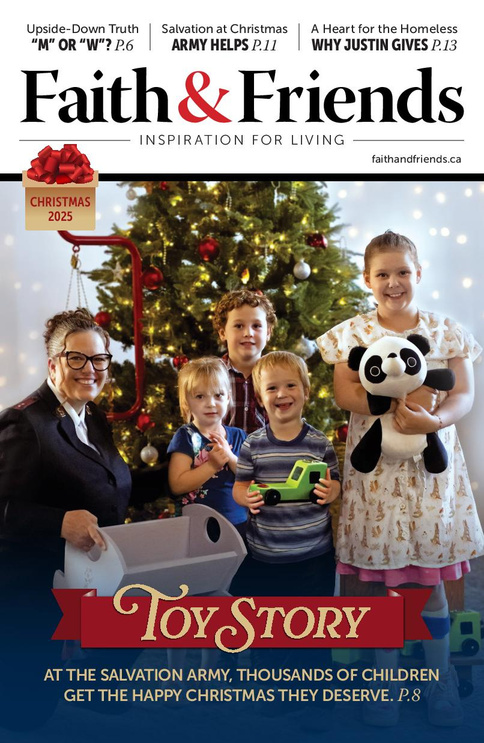 Upside-Down Truth
“M” OR “W”? P.6
Salvation at Christmas
ARMY HELPS P.11
A Heart for the Homeless
WHY JUSTIN GIVES P.13
Faith&Friends
INSPIRATION FOR LIVING
faithandfriends.ca
CHRISTMAS
2025
TOY STORY
AT THE SALVATION ARMY, THOUSANDS OF CHILDREN
GET THE HAPPY CHRISTMAS THEY DESERVE. P.8